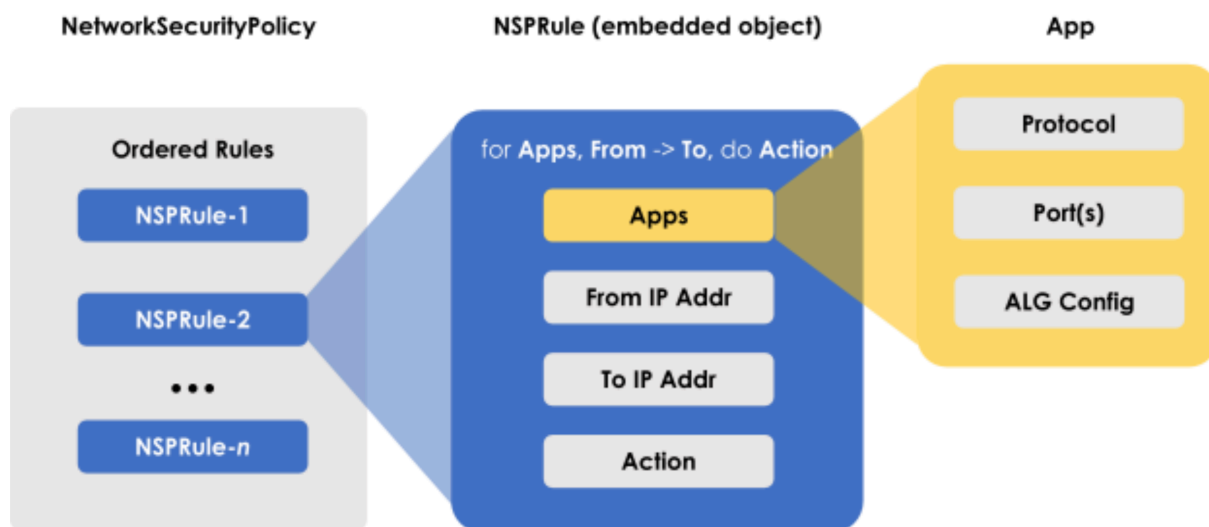 NetworkSecurityPolicy
Ordered Rules
NSPRule-1
NSPRule-2
•••
NSPRule-n
NSPRule (embedded object)
for Apps, From -> To, do Action
Apps
From IP Addr
To IP Addr
Action
App
Protocol
Port(s)
ALG Config